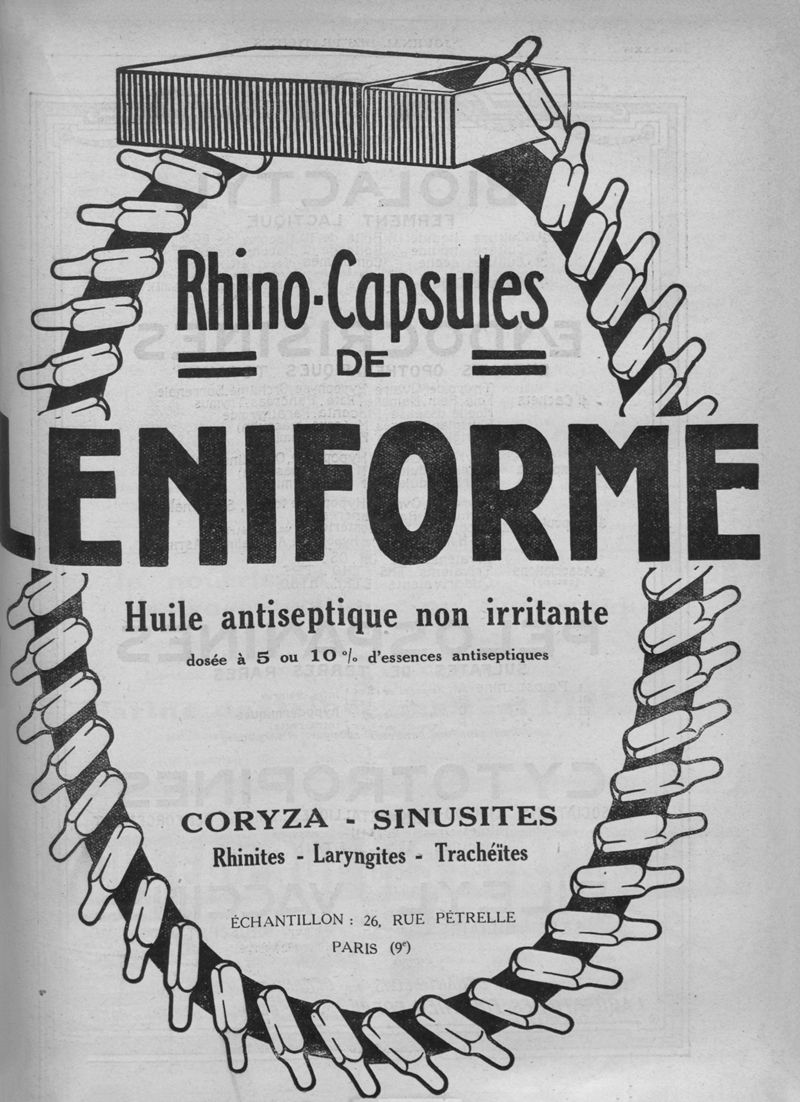 Rhino-Capsules
DE
LENIFORME
Huile antiseptique non irritante
dosée à 5 ou 10 % d'essences antiseptiques
CORYZA - SINUSITES
Rhinites - Laryngites - Trachéïtes
ÉCHANTILLON : 26, RUE PÉTRELLE
PARIS (9ᵉ)